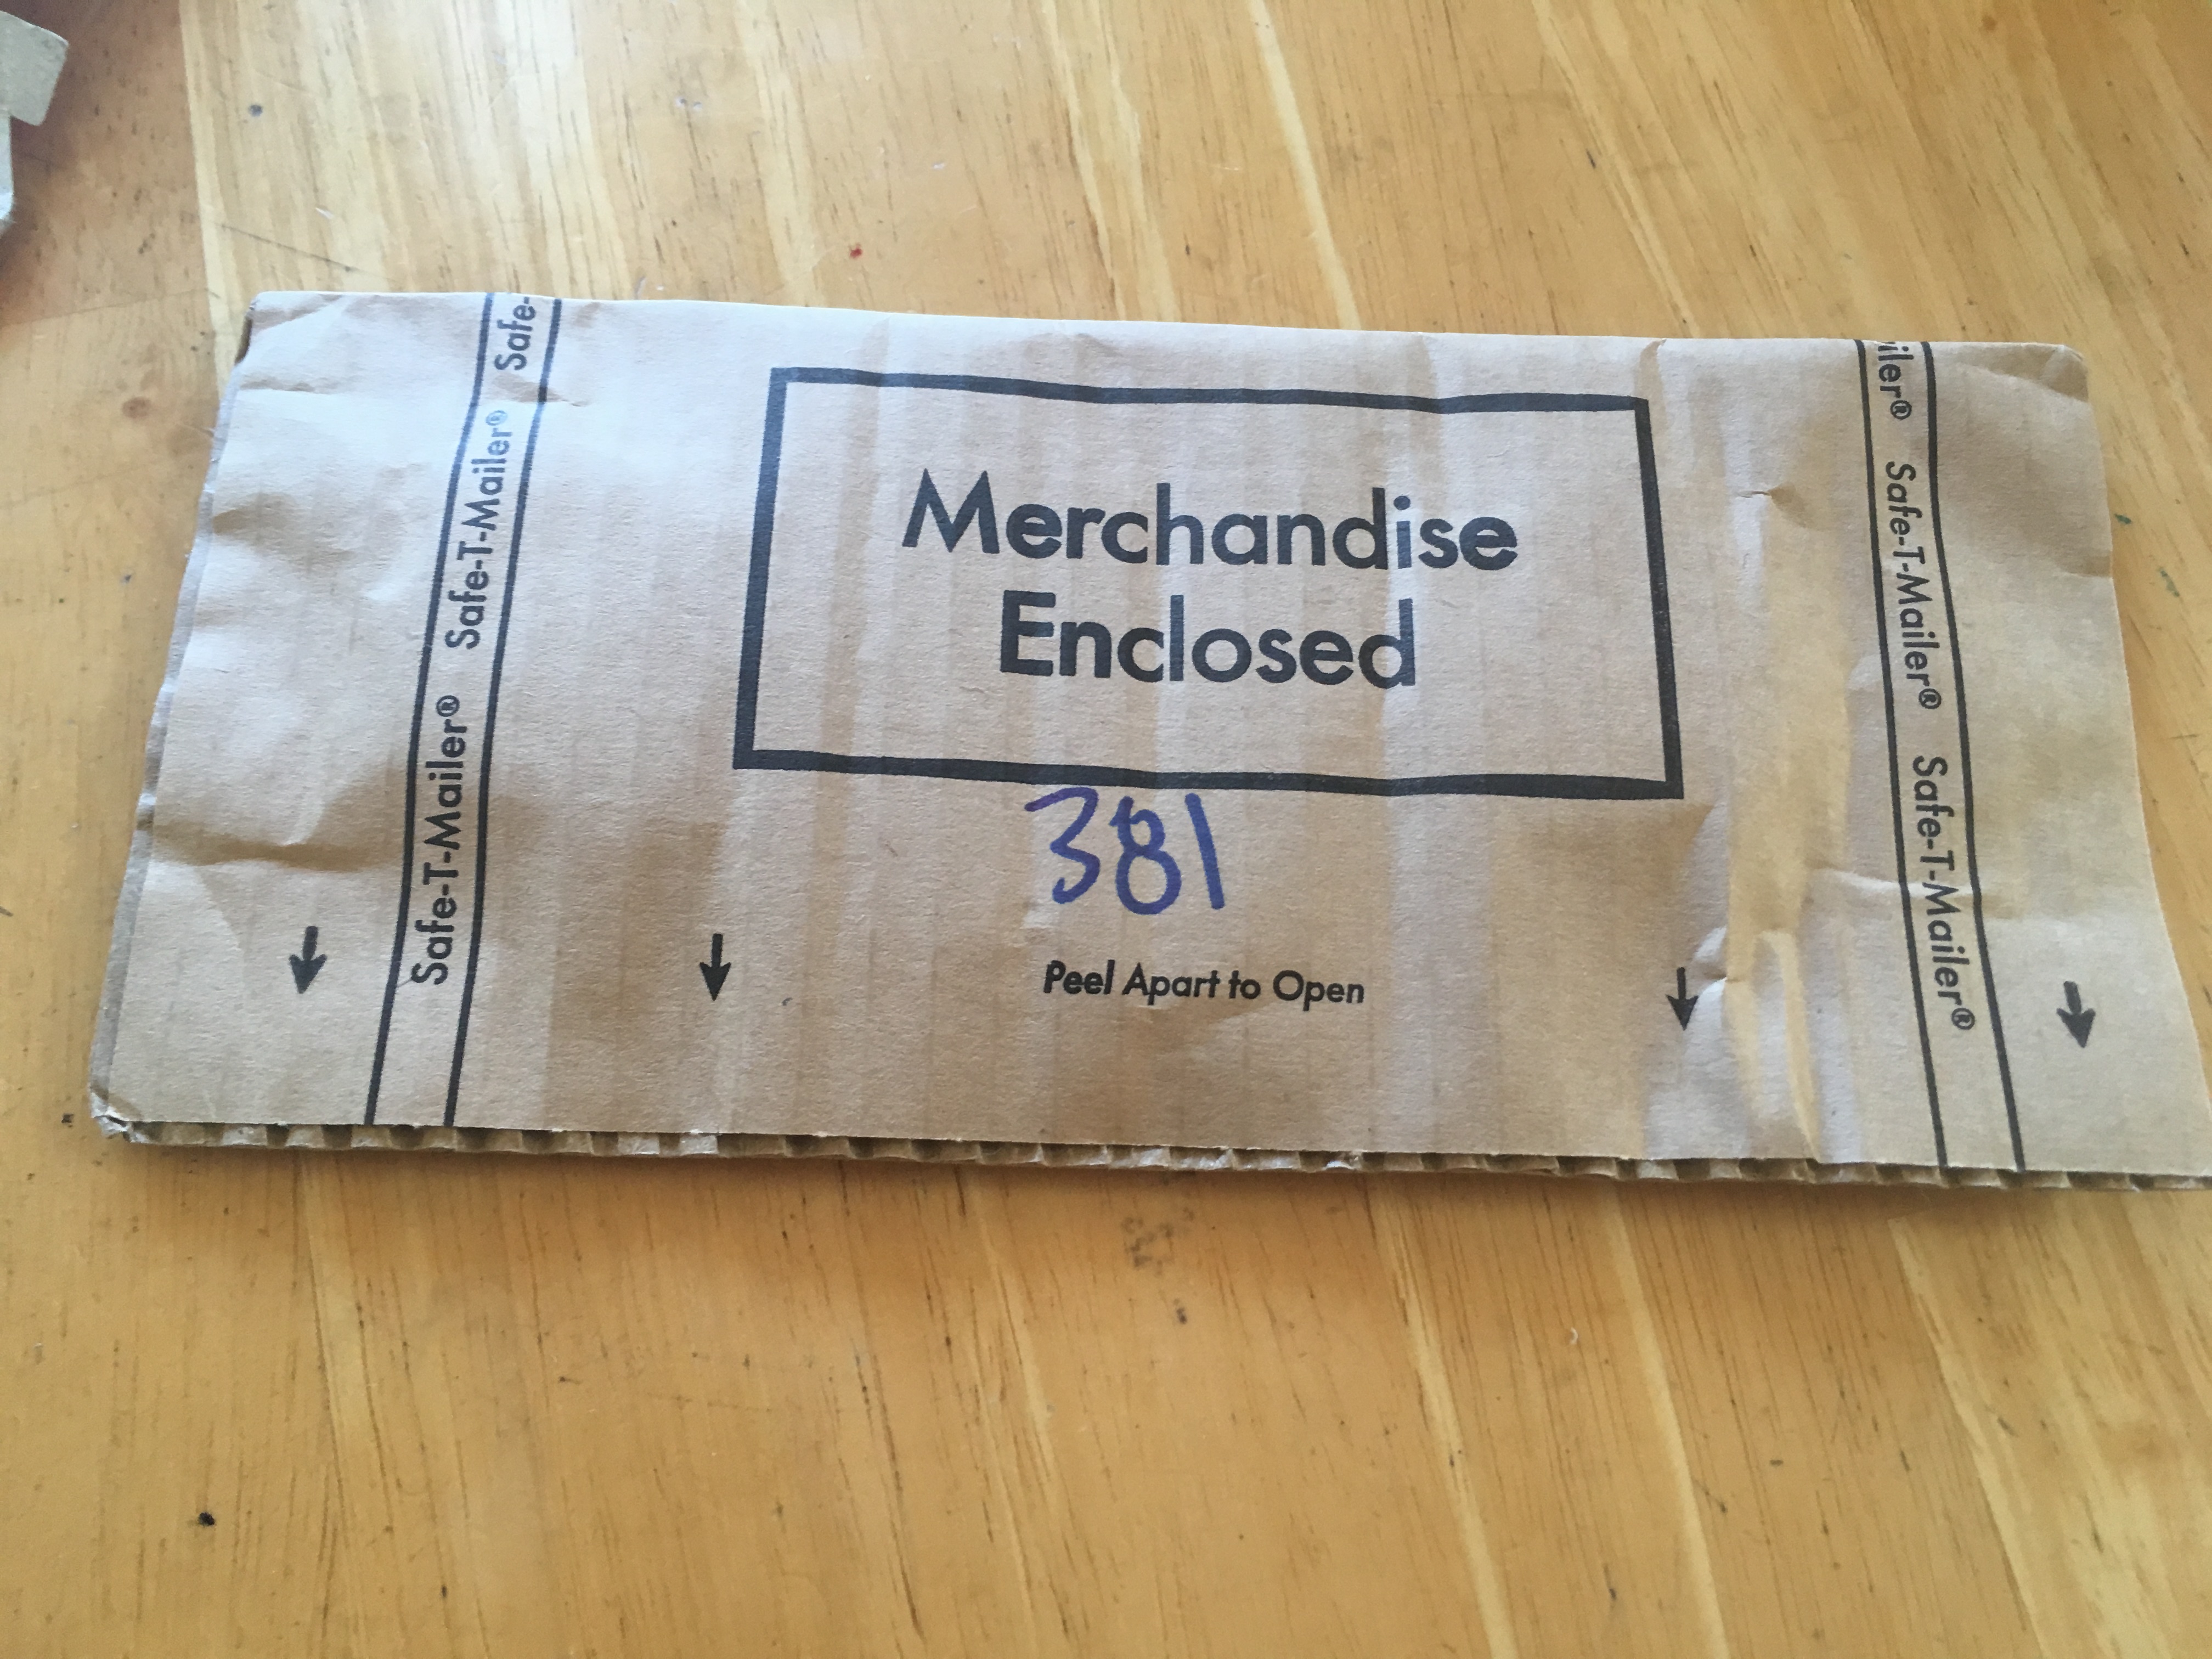 Safe-
Safe-T-Mailer®
Safe-T-Mailer®
Merchandise
Enclosed
381
Peel Apart to Open
iler®
Safe-T-Mailer®
Safe-T-Mailer®